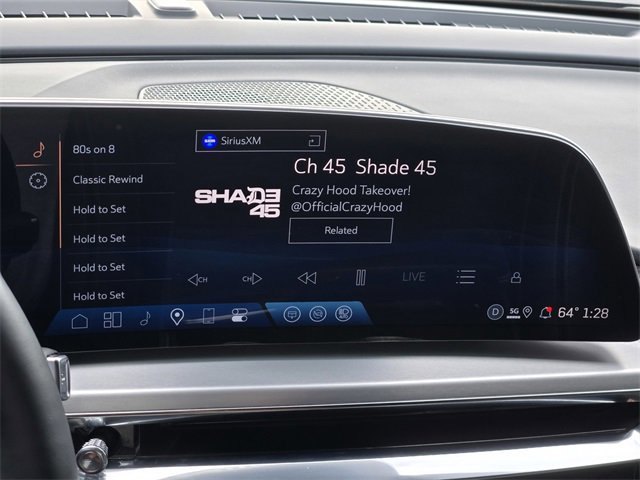 80s on 8
Classic Rewind
Hold to Set
Hold to Set
Hold to Set
Hold to Set
SiriusXM
SHADE
45
Ch 45 Shade 45
Crazy Hood Takeover!
@OfficialCrazyHood
Related
CH
CH
LIVE
D 5G 64° 1:28